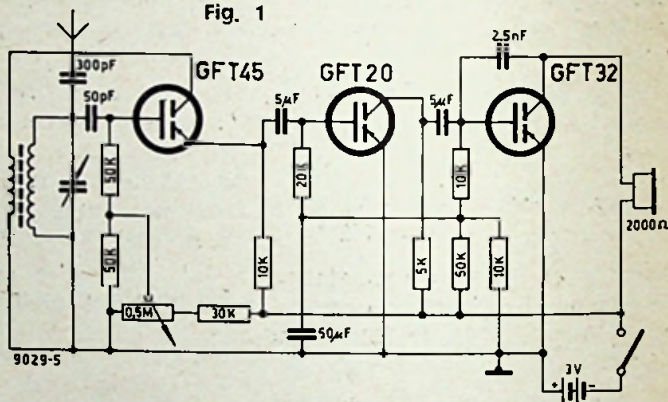 Fig. 1
300pF
50pF
GFT45
5µF
GFT20
5µF
2.5nF
GFT32
50K
20K
10K
50K
10K
5K
50K
10K
2000Ω
0,5M
30K
50µF
9029-5
+ 3V -